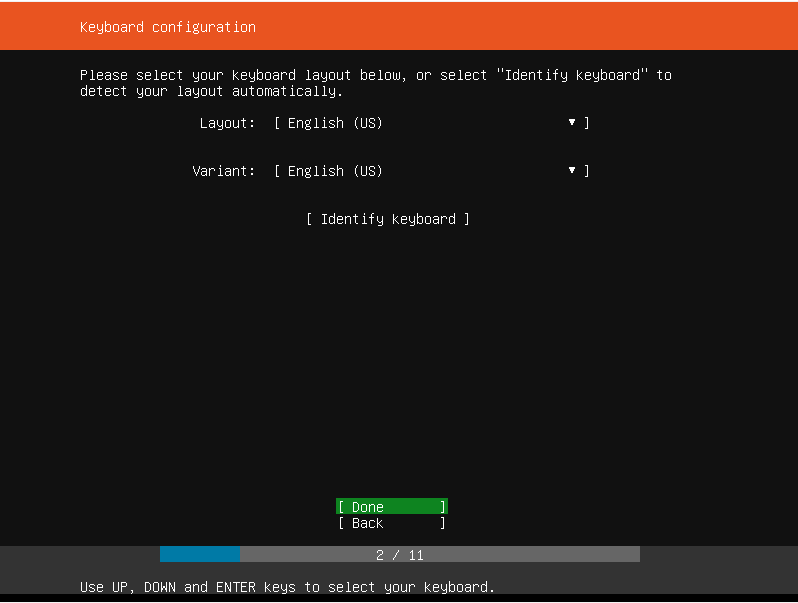 Keyboard configuration
Please select your keyboard layout below, or select "Identify keyboard" to
detect your layout automatically.
Layout: [ English (US) ▼ ]
Variant: [ English (US) ▼ ]
[ Identify keyboard ]
[ Done ]
[ Back ]
2 / 11
Use UP, DOWN and ENTER keys to select your keyboard.